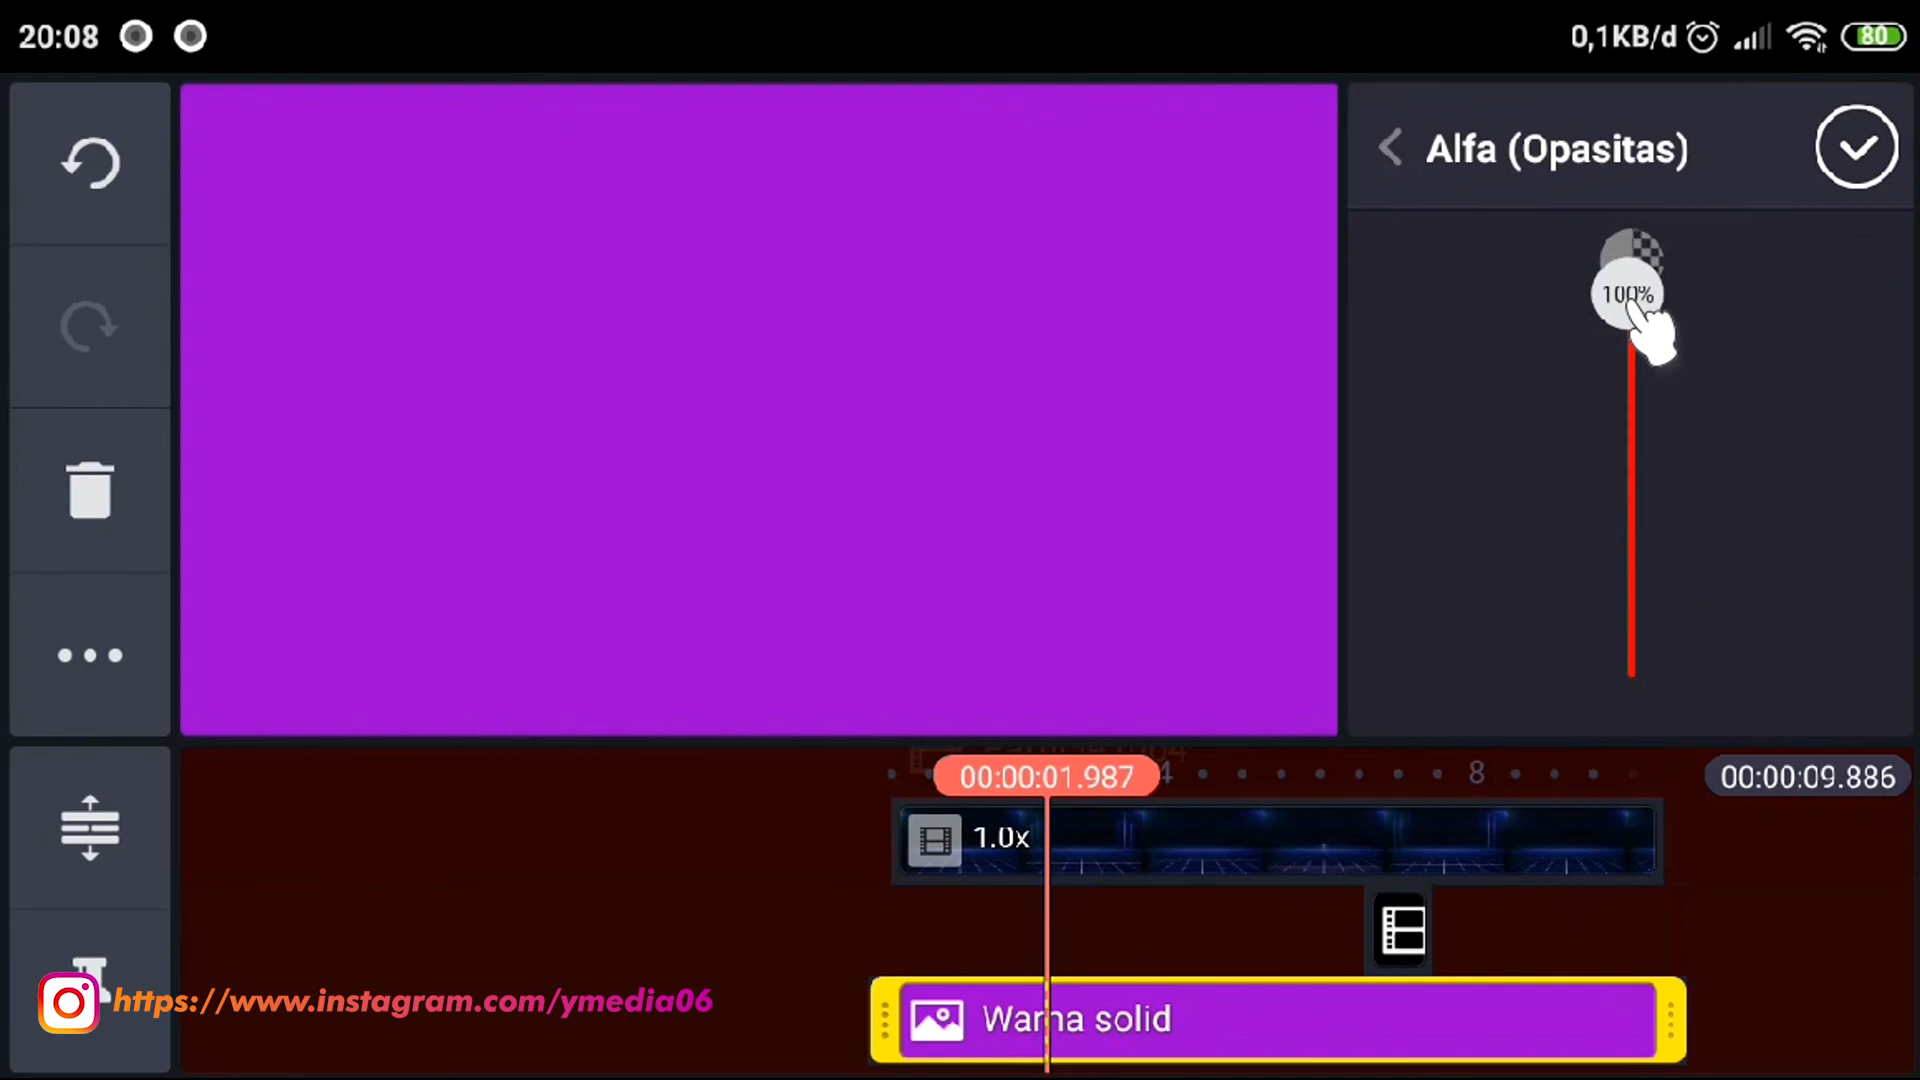 20:08
0,1KB/d
80
Alfa (Opasitas)
100%
00:00:01.987
4
8
00:00:09.886
1.0x
Warna solid
https://www.instagram.com/ymedia06